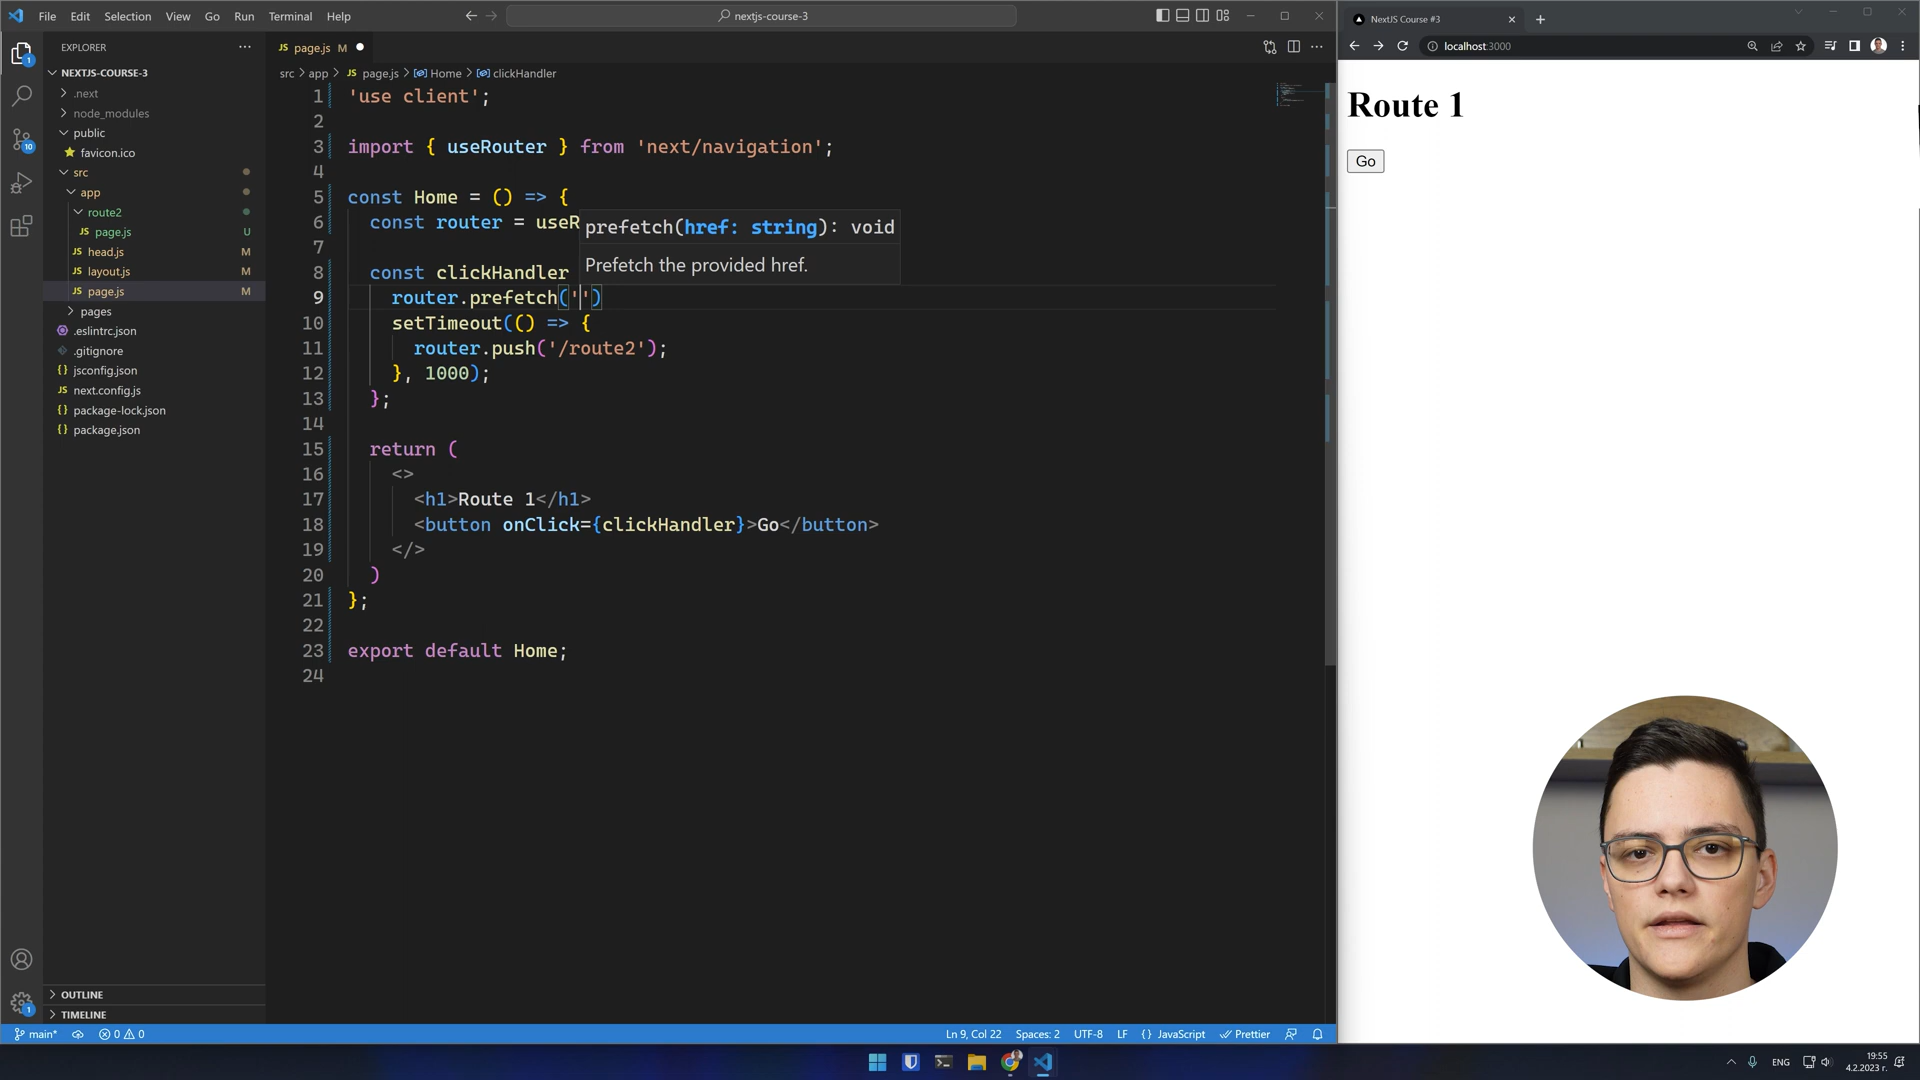 File Edit Selection View Go Run Terminal Help
nextjs-course-3
EXPLORER
NEXTJS-COURSE-3
.next
node_modules
public
favicon.ico
src
app
route2
page.js U
head.js M
layout.js M
page.js M
pages
.eslintrc.json
.gitignore
jsconfig.json
next.config.js
package-lock.json
package.json
OUTLINE
TIMELINE
1
10
1
JS page.js M
src > app > JS page.js > Home > clickHandler
1 'use client';
2
3 import { useRouter } from 'next/navigation';
4
5 const Home = () => {
6 const router = useR
7
8 const clickHandler
9 router.prefetch('')
10 setTimeout(() => {
11 router.push('/route2');
12 }, 1000);
13 };
14
15 return (
16 <>
17 <h1>Route 1</h1>
18 <button onClick={clickHandler}>Go</button>
19 </>
20 )
21 };
22
23 export default Home;
24
prefetch(href: string): void
Prefetch the provided href.
main* 0 0
Ln 9, Col 22 Spaces: 2 UTF-8 LF {} JavaScript Prettier
NextJS Course #3
localhost:3000
Route 1
Go
ENG
19:55
4.2.2023 г.